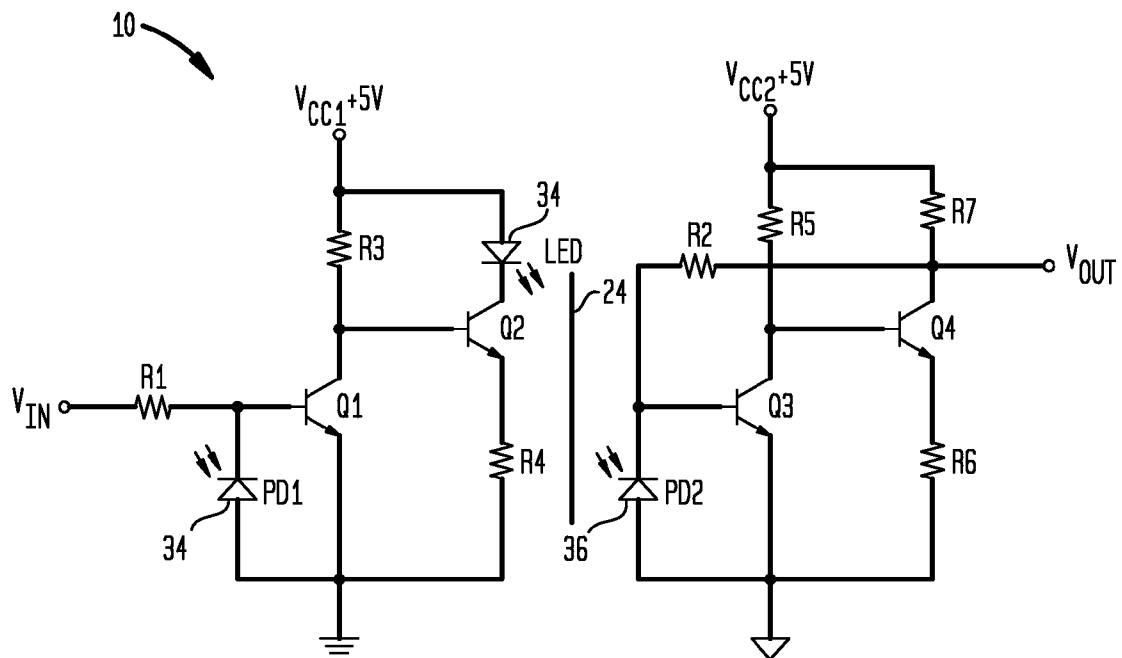 10
VCC1+5V
VCC2+5V
34
R3
LED
R2
R5
R7
24
VOUT
Q2
Q4
R1
VIN
Q1
Q3
R4
R6
PD1
PD2
34
36